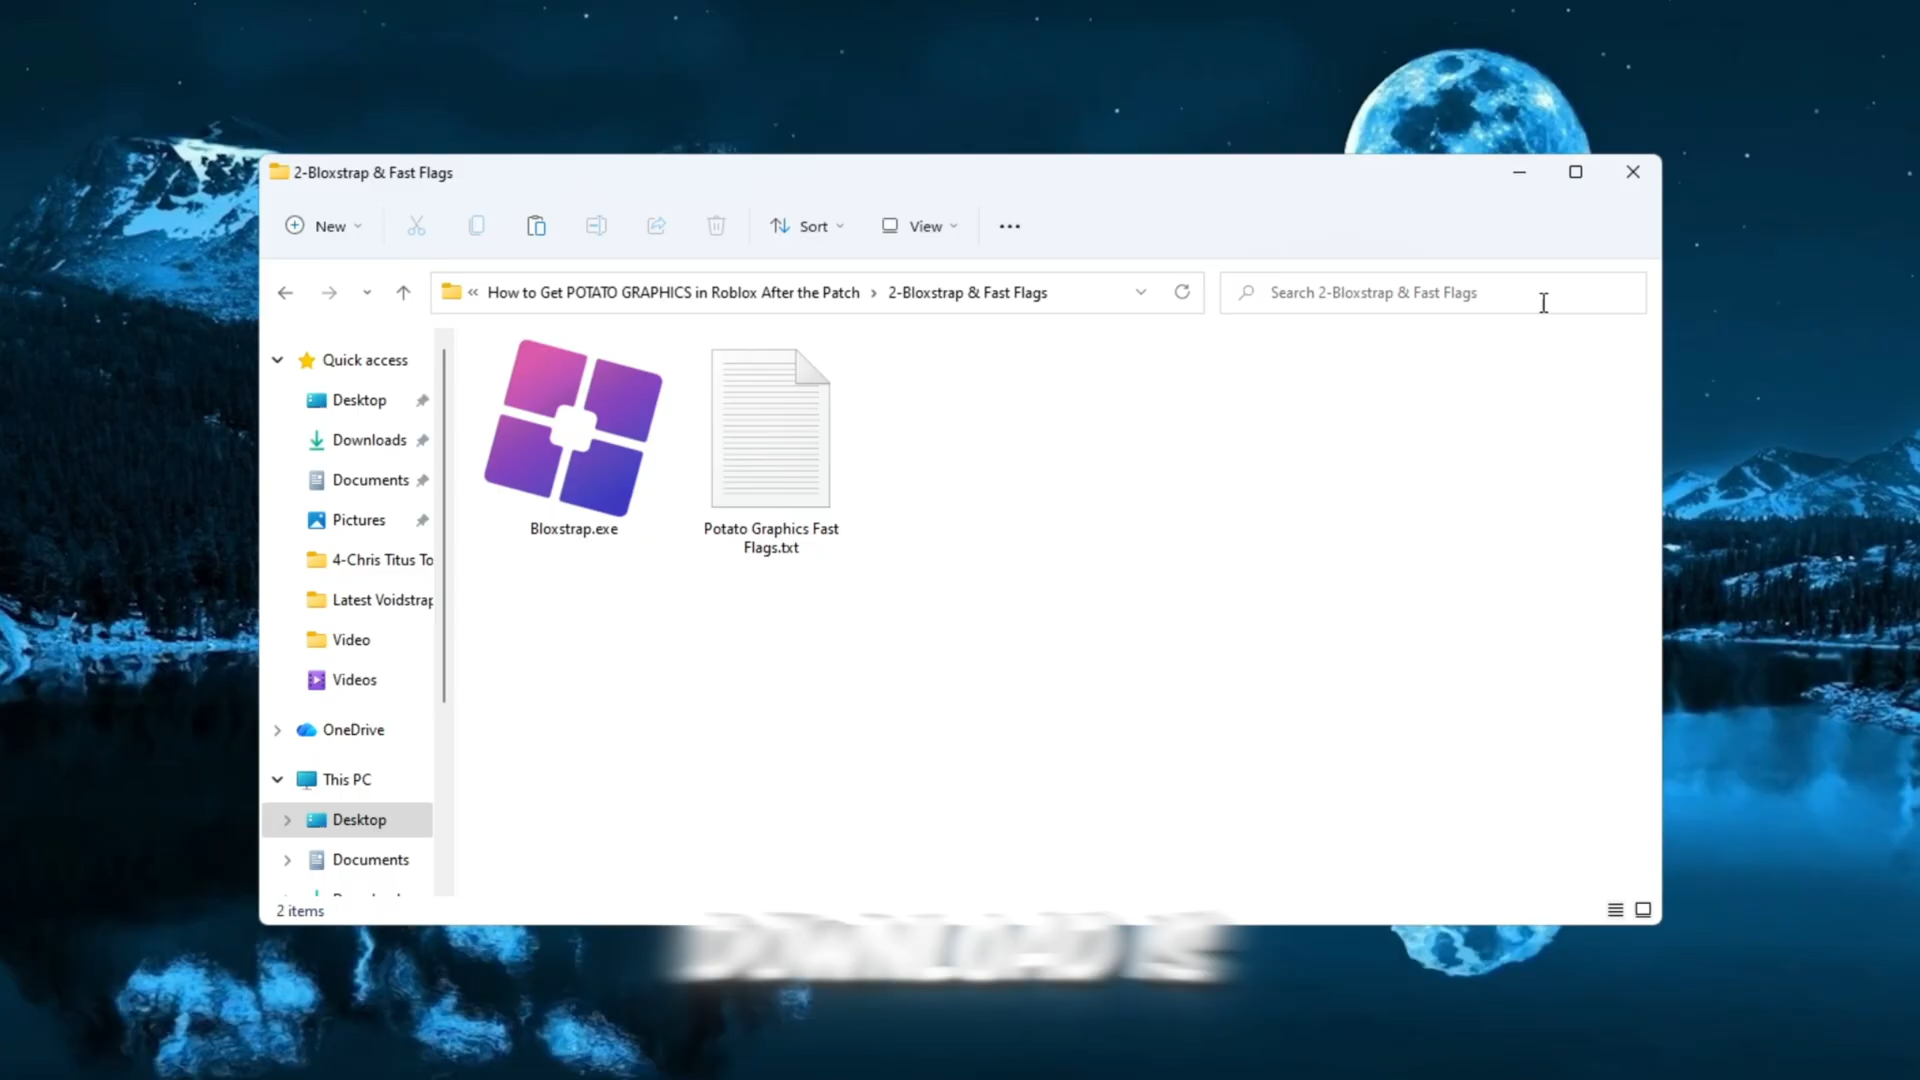 2-Bloxstrap & Fast Flags
New
Sort
View
« How to Get POTATO GRAPHICS in Roblox After the Patch › 2-Bloxstrap & Fast Flags
Search 2-Bloxstrap & Fast Flags
Quick access
Desktop
Downloads
Documents
Pictures
4-Chris Titus To
Latest Voidstrap
Video
Videos
OneDrive
This PC
Desktop
Documents
Bloxstrap.exe
Potato Graphics Fast
Flags.txt
2 items
DOWNLOAD IS